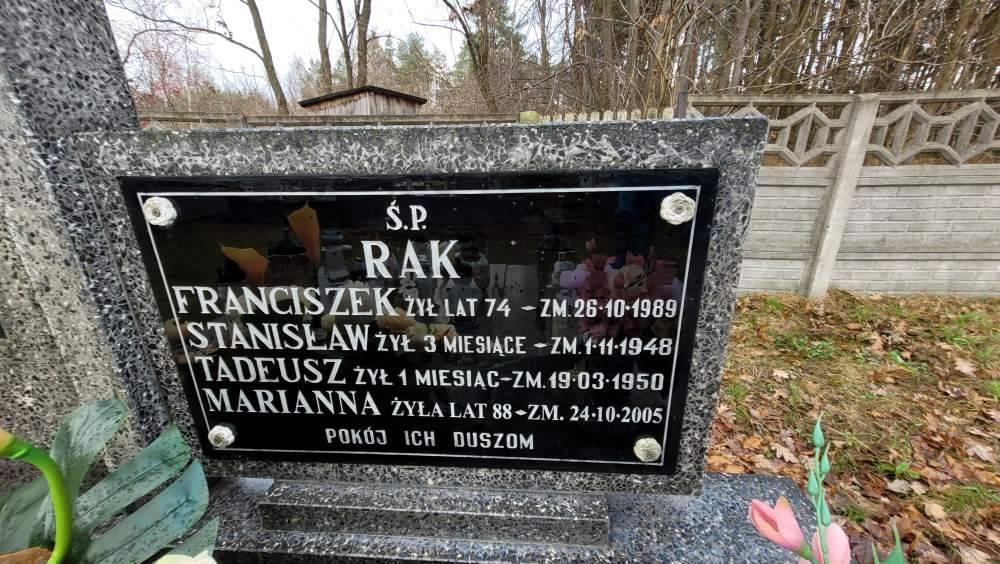 Ś.P.
RAK
FRANCISZEK ŻYŁ LAT 74 - ZM. 26·10·1989
STANISŁAW ŻYŁ 3 MIESIĄCE - ZM. 1·11·1948
TADEUSZ ŻYŁ 1 MIESIĄC - ZM. 19·03·1950
MARIANNA ŻYŁA LAT 88 - ZM. 24·10·2005
POKÓJ ICH DUSZOM